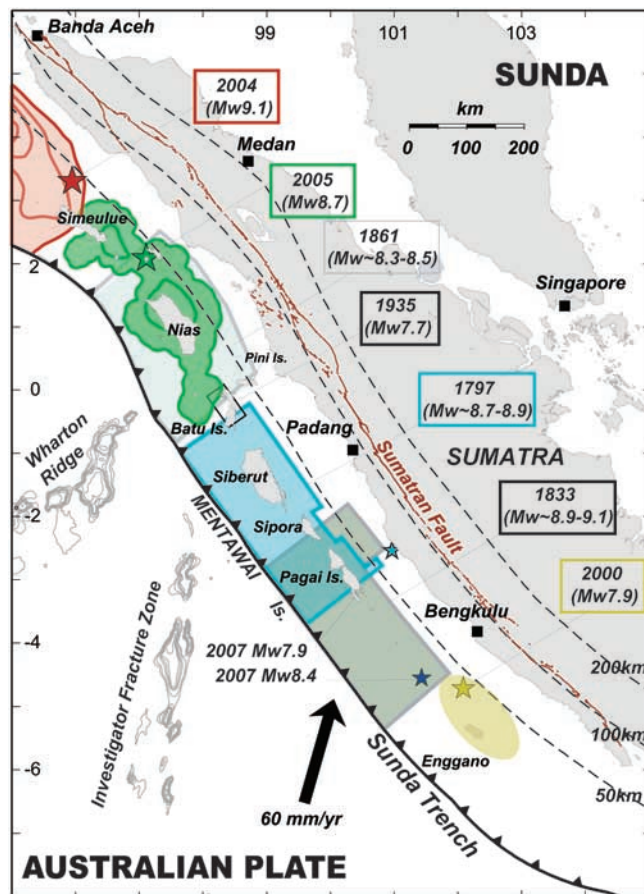 99
101
103
Banda Aceh
SUNDA
2004
(Mw9.1)
km
0 100 200
Medan
2005
(Mw8.7)
Simeulue
1861
(Mw~8.3-8.5)
2
Singapore
1935
(Mw7.7)
Nias
Pini Is.
0
1797
(Mw~8.7-8.9)
Batu Is.
Padang
Wharton
Ridge
Sumatran Fault
SUMATRA
Siberut
1833
(Mw~8.9-9.1)
-2
MENTAWAI
Is.
Sipora
Pagai Is.
2000
(Mw7.9)
Bengkulu
-4
2007 Mw7.9
2007 Mw8.4
200km
Investigator Fracture Zone
100km
Sunda Trench
Enggano
50km
-6
60 mm/yr
AUSTRALIAN PLATE